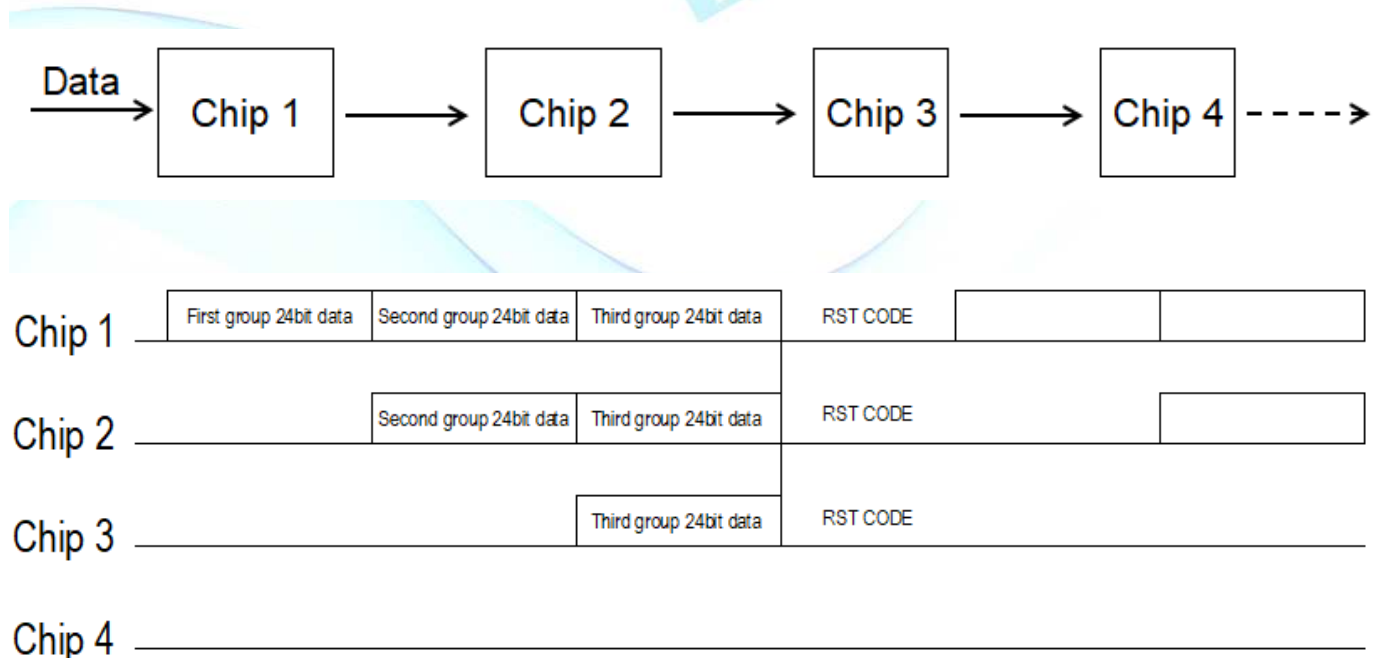 Data
Chip 1
Chip 2
Chip 3
Chip 4
Chip 1
First group 24bit data
Second group 24bit data
Third group 24bit data
RST CODE
Chip 2
Second group 24bit data
Third group 24bit data
RST CODE
Chip 3
Third group 24bit data
RST CODE
Chip 4